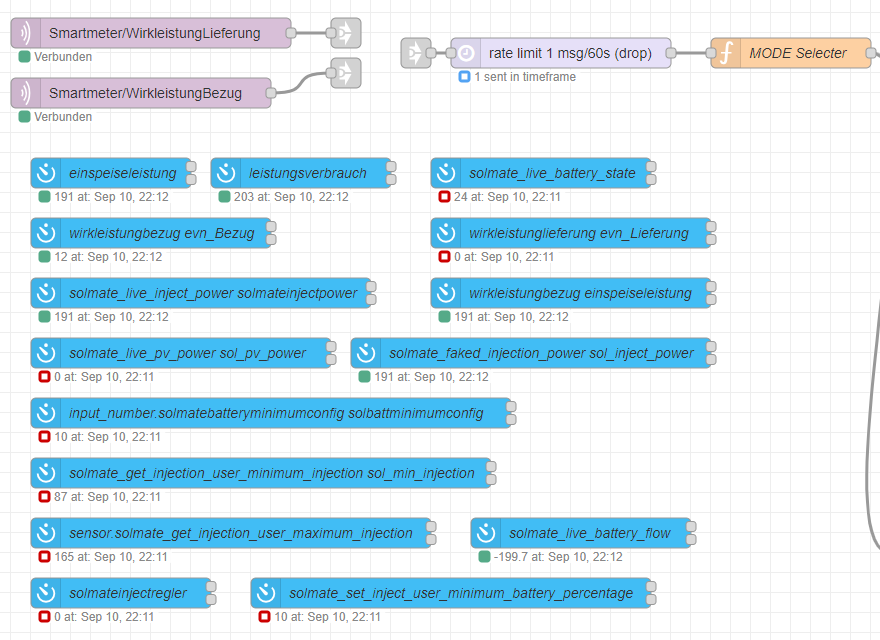 Smartmeter/WirkleistungLieferung
Verbunden
rate limit 1 msg/60s (drop)
1 sent in timeframe
MODE Selecter
Smartmeter/WirkleistungBezug
Verbunden
einspeiseleistung
191 at: Sep 10, 22:12
leistungsverbrauch
203 at: Sep 10, 22:12
solmate_live_battery_state
24 at: Sep 10, 22:11
wirkleistungbezug evn_Bezug
12 at: Sep 10, 22:12
wirkleistunglieferung evn_Lieferung
0 at: Sep 10, 22:11
solmate_live_inject_power solmateinjectpower
191 at: Sep 10, 22:12
wirkleistungbezug einspeiseleistung
191 at: Sep 10, 22:12
solmate_live_pv_power sol_pv_power
0 at: Sep 10, 22:11
solmate_faked_injection_power sol_inject_power
191 at: Sep 10, 22:12
input_number.solmatebatteryminimumconfig solbattminimumconfig
10 at: Sep 10, 22:11
solmate_get_injection_user_minimum_injection sol_min_injection
87 at: Sep 10, 22:11
sensor.solmate_get_injection_user_maximum_injection
165 at: Sep 10, 22:11
solmate_live_battery_flow
-199.7 at: Sep 10, 22:12
solmateinjectregler
0 at: Sep 10, 22:11
solmate_set_inject_user_minimum_battery_percentage
10 at: Sep 10, 22:11